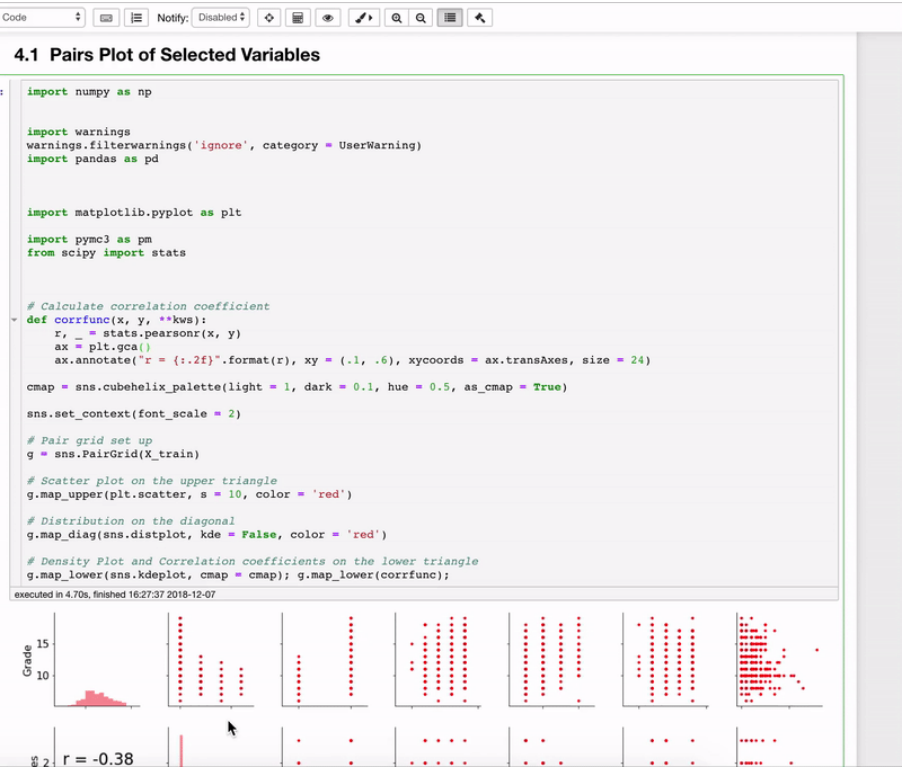 Code
Notify: Disabled
4.1 Pairs Plot of Selected Variables
import numpy as np
import warnings
warnings.filterwarnings('ignore', category = UserWarning)
import pandas as pd
import matplotlib.pyplot as plt
import pymc3 as pm
from scipy import stats
# Calculate correlation coefficient
def corrfunc(x, y, **kws):
r, _ = stats.pearsonr(x, y)
ax = plt.gca()
ax.annotate("r = {:.2f}".format(r), xy = (.1, .6), xycoords = ax.transAxes, size = 24)
cmap = sns.cubehelix_palette(light = 1, dark = 0.1, hue = 0.5, as_cmap = True)
sns.set_context(font_scale = 2)
# Pair grid set up
g = sns.PairGrid(X_train)
# Scatter plot on the upper triangle
g.map_upper(plt.scatter, s = 10, color = 'red')
# Distribution on the diagonal
g.map_diag(sns.distplot, kde = False, color = 'red')
# Density Plot and Correlation coefficients on the lower triangle
g.map_lower(sns.kdeplot, cmap = cmap); g.map_lower(corrfunc);
executed in 4.70s, finished 16:27:37 2018-12-07
Grade
15
10
2
r = -0.38